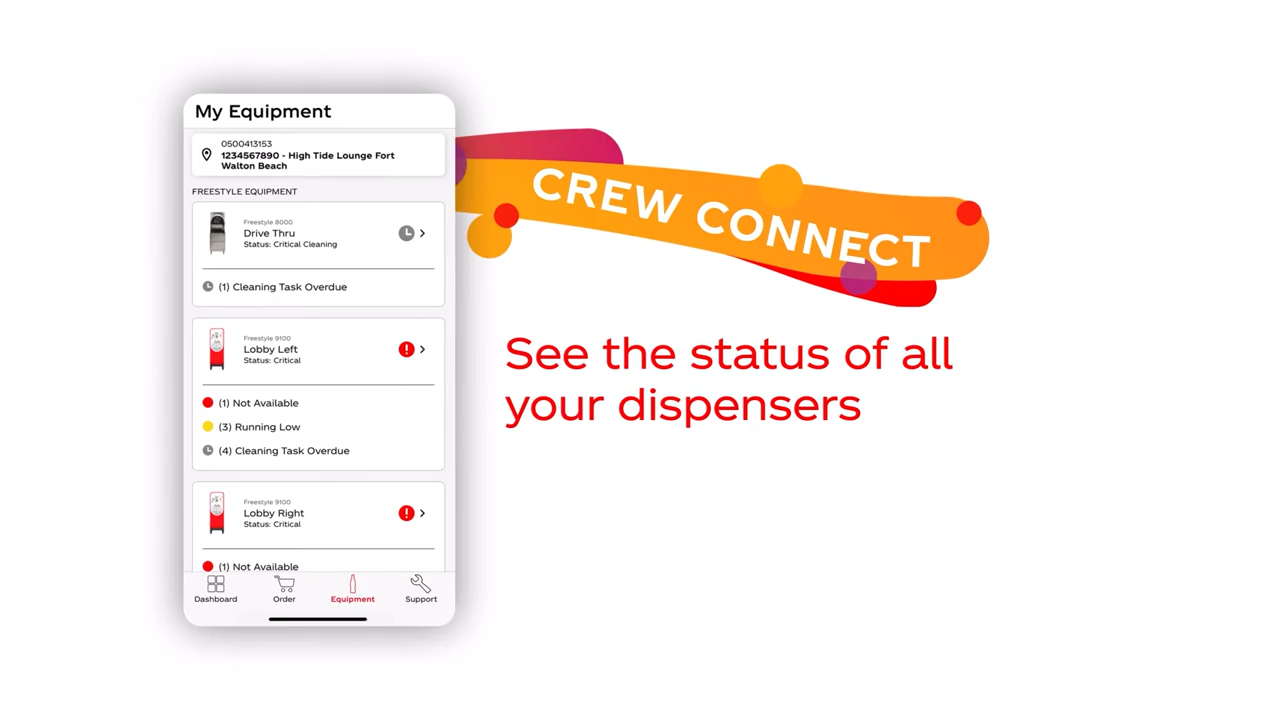 My Equipment
0500413153
1234567890 - High Tide Lounge Fort
Walton Beach
FREESTYLE EQUIPMENT
Freestyle 8000
Drive Thru
Status: Critical Cleaning
(1) Cleaning Task Overdue
Freestyle 9100
Lobby Left
Status: Critical
(1) Not Available
(3) Running Low
(4) Cleaning Task Overdue
Freestyle 9100
Lobby Right
Status: Critical
(1) Not Available
Dashboard
Order
Equipment
Support
CREW CONNECT
See the status of all
your dispensers